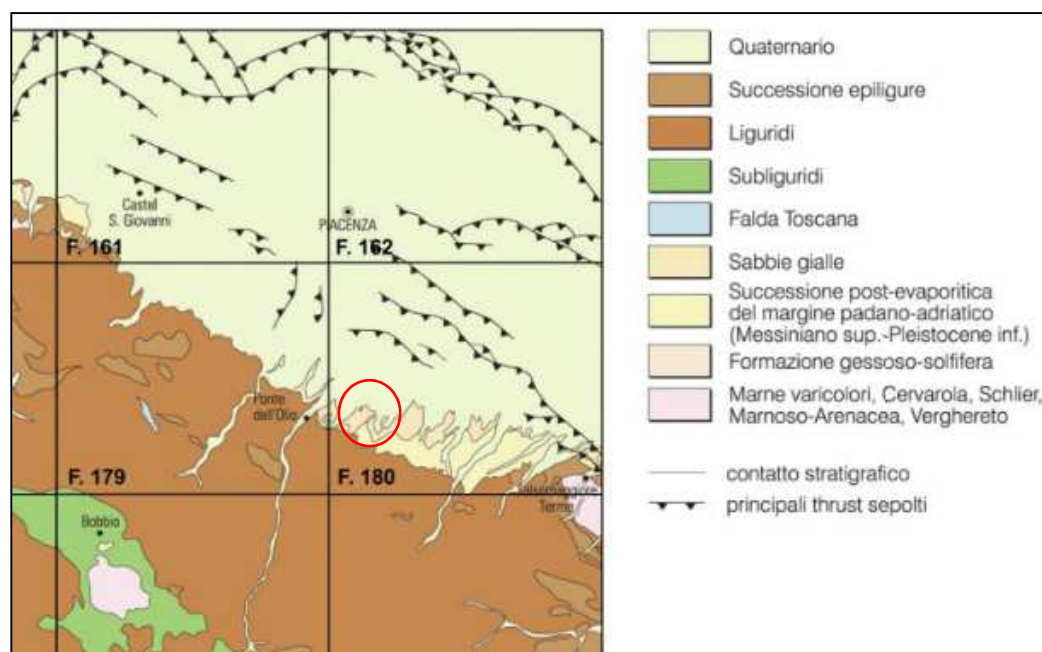 Castel
S. Giovanni
PIACENZA
F. 161
F. 162
Ponte
dell'Olio
F. 179
F. 180
Salsomaggiore
Terme
Bobbio
Quaternario
Successione epiligure
Liguridi
Subliguridi
Falda Toscana
Sabbie gialle
Successione post-evaporitica
del margine padano-adriatico
(Messiniano sup.-Pleistocene inf.)
Formazione gessoso-solfifera
Marne varicolori, Cervarola, Schlier,
Marnoso-Arenacea, Verghereto
contatto stratigrafico
principali thrust sepolti